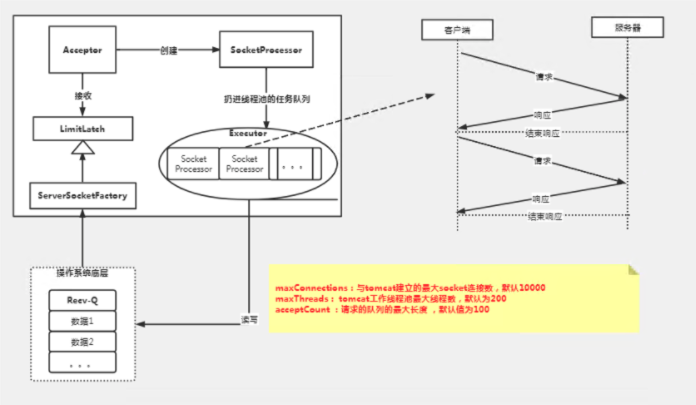 Acceptor
创建
SocketProcessor
接收
扔进线程池的任务队列
LimitLatch
Executor
Socket
Processor
Socket
Processor
...
ServerSocketFactory
操作系统底层
Recv-Q
数据1
数据2
...
读写
客户端
服务器
请求
响应
结束响应
请求
响应
结束响应
maxConnections：与tomcat建立的最大socket连接数，默认10000
maxThreads：tomcat工作线程池最大线程数，默认为200
acceptCount ：请求的队列的最大长度 ，默认值为100